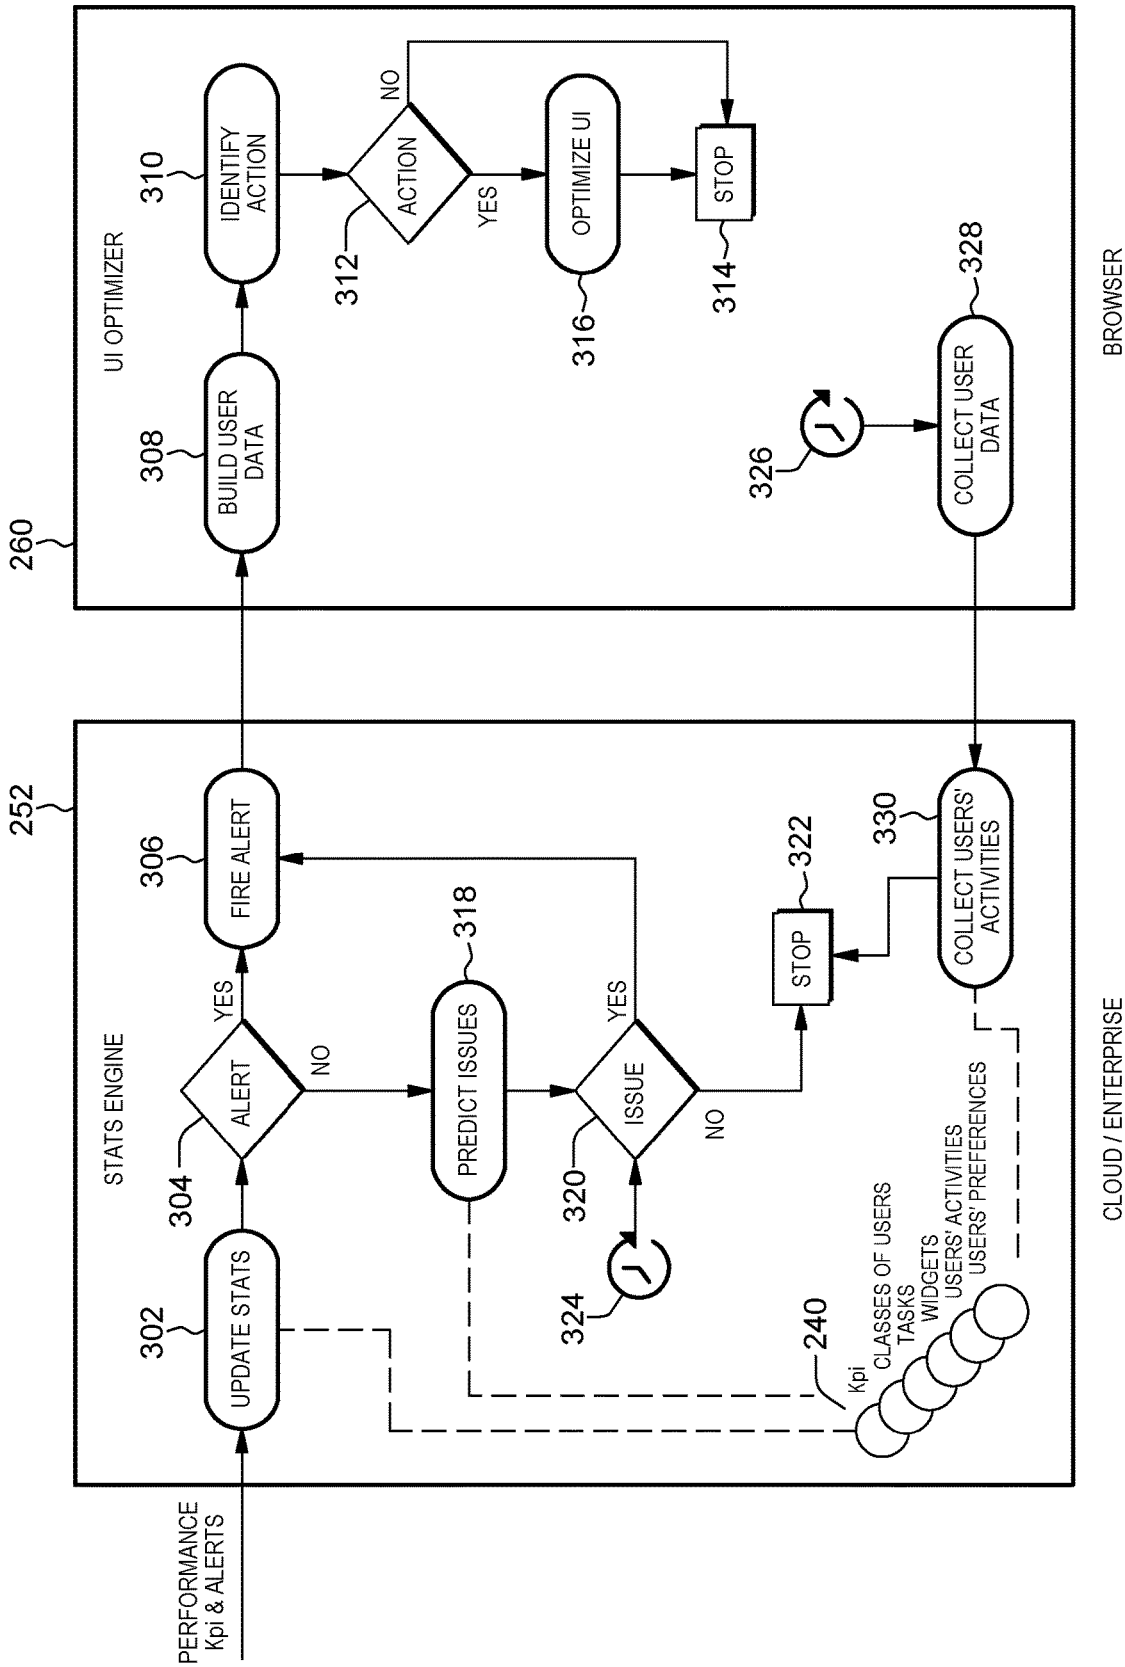 252
260
STATS ENGINE
UI OPTIMIZER
PERFORMANCE
Kpi & ALERTS
302
UPDATE STATS
304
ALERT
YES
NO
306
FIRE ALERT
308
BUILD USER
DATA
310
IDENTIFY
ACTION
312
ACTION
NO
YES
316
OPTIMIZE UI
314
STOP
318
PREDICT ISSUES
320
ISSUE
YES
NO
324
322
STOP
326
328
COLLECT USER
DATA
330
COLLECT USERS'
ACTIVITIES
240
Kpi
CLASSES OF USERS
TASKS
WIDGETS
USERS' ACTIVITIES
USERS' PREFERENCES
CLOUD / ENTERPRISE
BROWSER